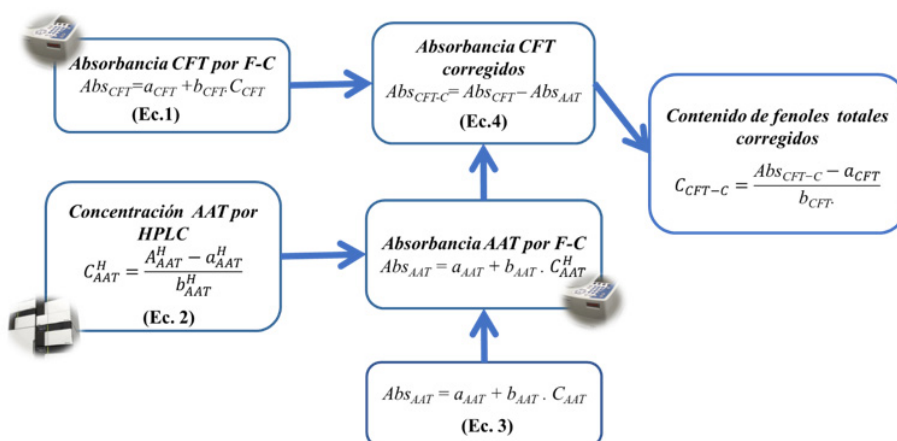 Absorbancia CFT por F-C
Abs_CFT=a_CFT +b_CFT.C_CFT
(Ec.1)
Absorbancia CFT
corregidos
Abs_CFT-C= Abs_CFT− Abs_AAT
(Ec.4)
Contenido de fenoles totales
corregidos
C_CFT−C = (Abs_CFT−C − a_CFT) / b_CFT.
Concentración AAT por
HPLC
C^H_AAT = (A^H_AAT − a^H_AAT) / b^H_AAT
(Ec. 2)
Absorbancia AAT por F-C
Abs_AAT = a_AAT + b_AAT . C^H_AAT
Abs_AAT = a_AAT + b_AAT . C_AAT
(Ec. 3)